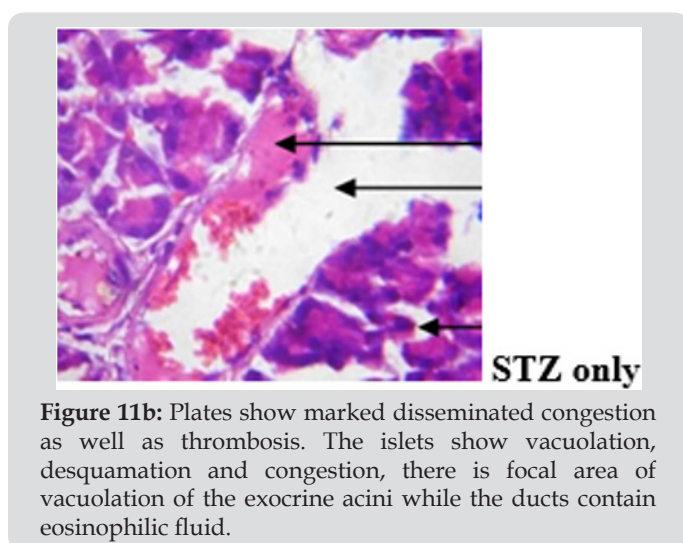 STZ only
Figure 11b: Plates show marked disseminated congestion
as well as thrombosis. The islets show vacuolation,
desquamation and congestion, there is focal area of
vacuolation of the exocrine acini while the ducts contain
eosinophilic fluid.